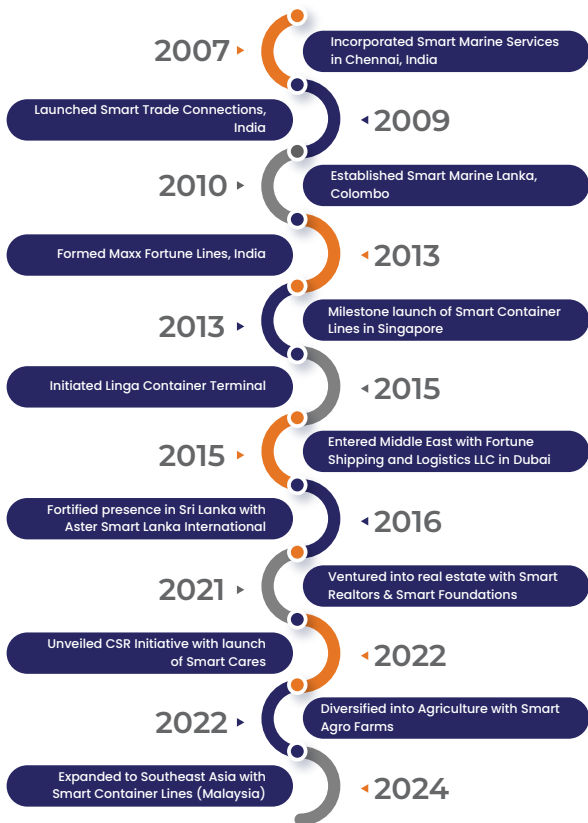 2007
Incorporated Smart Marine Services
in Chennai, India
Launched Smart Trade Connections,
India
2009
2010
Established Smart Marine Lanka,
Colombo
Formed Maxx Fortune Lines, India
2013
2013
Milestone launch of Smart Container
Lines in Singapore
Initiated Linga Container Terminal
2015
2015
Entered Middle East with Fortune
Shipping and Logistics LLC in Dubai
Fortified presence in Sri Lanka with
Aster Smart Lanka International
2016
2021
Ventured into real estate with Smart
Realtors & Smart Foundations
Unveiled CSR Initiative with launch
of Smart Cares
2022
2022
Diversified into Agriculture with Smart
Agro Farms
Expanded to Southeast Asia with
Smart Container Lines (Malaysia)
2024